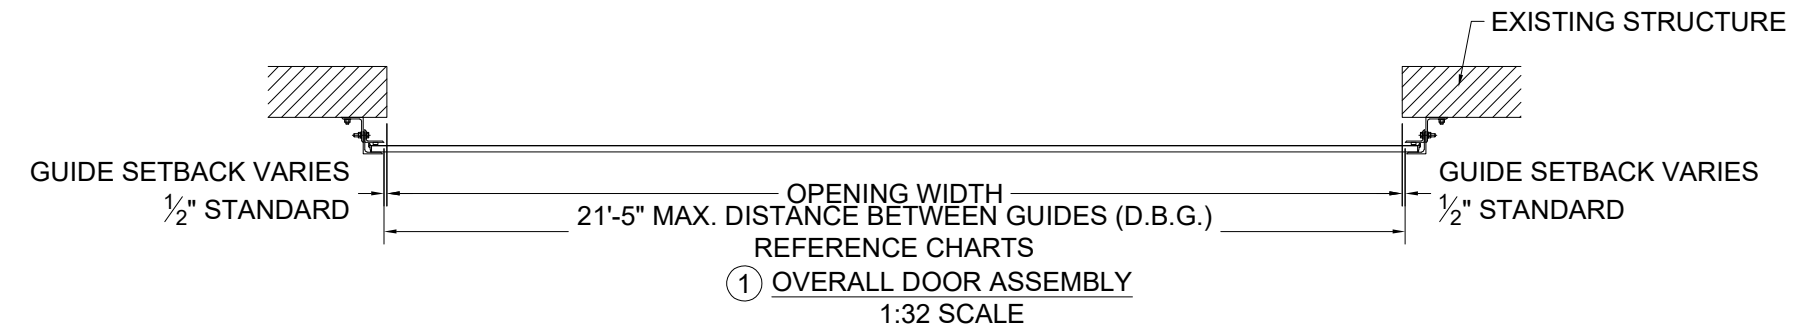 EXISTING STRUCTURE
GUIDE SETBACK VARIES
½" STANDARD
OPENING WIDTH
21'-5" MAX. DISTANCE BETWEEN GUIDES (D.B.G.)
REFERENCE CHARTS
GUIDE SETBACK VARIES
½" STANDARD
1 OVERALL DOOR ASSEMBLY
1:32 SCALE